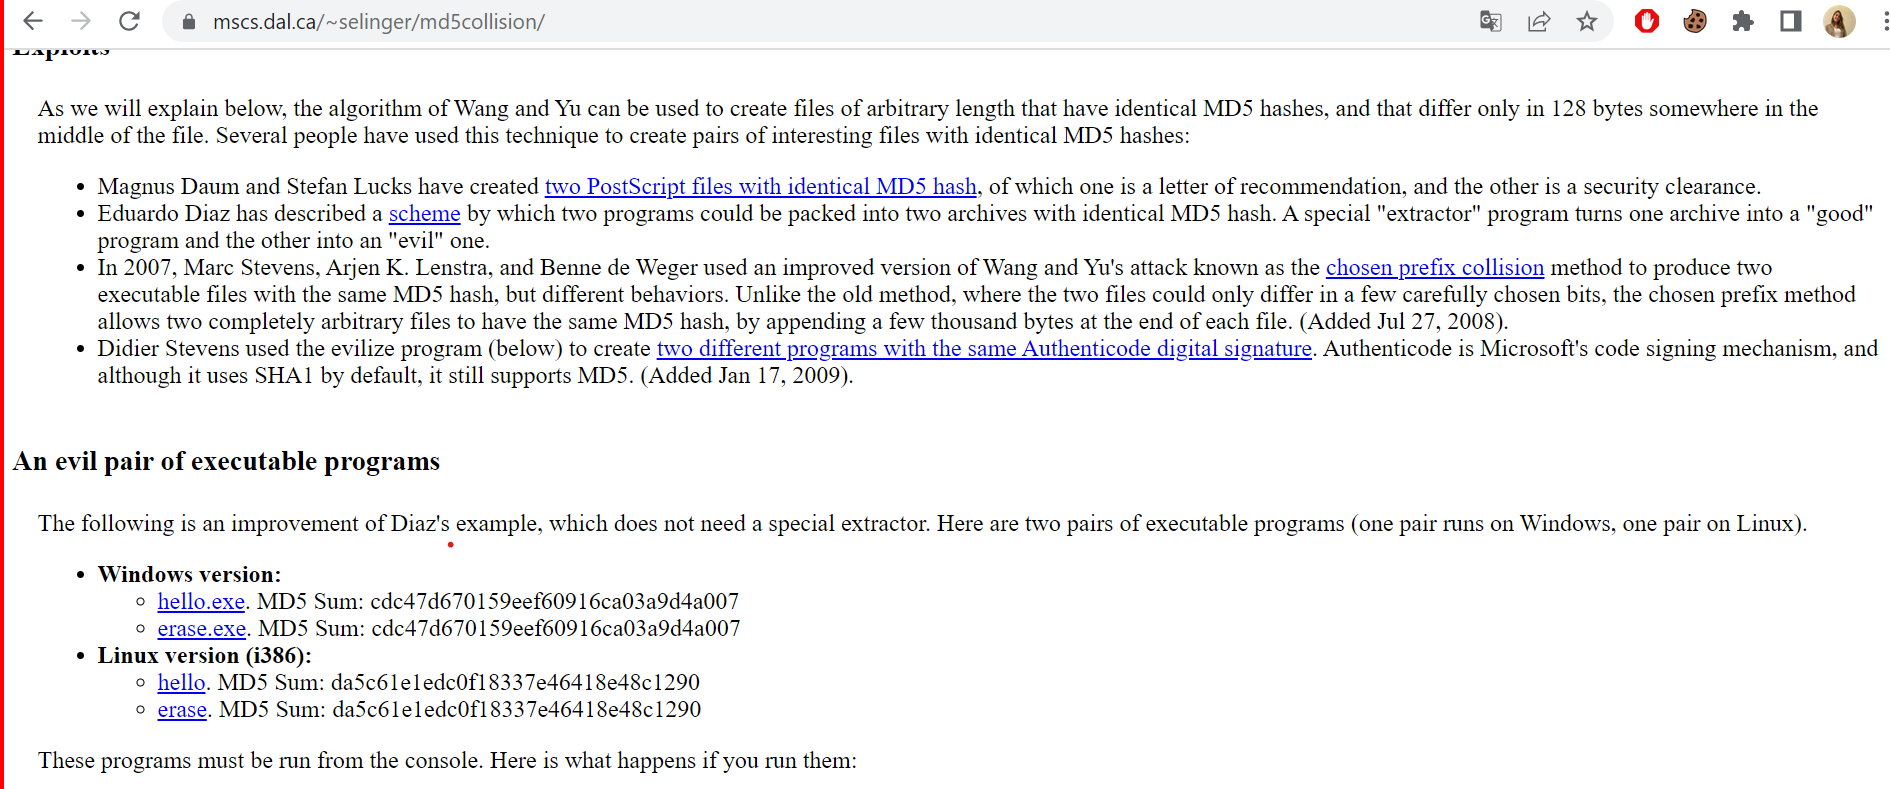 mscs.dal.ca/~selinger/md5collision/
Exploits
As we will explain below, the algorithm of Wang and Yu can be used to create files of arbitrary length that have identical MD5 hashes, and that differ only in 128 bytes somewhere in the
middle of the file. Several people have used this technique to create pairs of interesting files with identical MD5 hashes:
• Magnus Daum and Stefan Lucks have created two PostScript files with identical MD5 hash, of which one is a letter of recommendation, and the other is a security clearance.
• Eduardo Diaz has described a scheme by which two programs could be packed into two archives with identical MD5 hash. A special "extractor" program turns one archive into a "good"
program and the other into an "evil" one.
• In 2007, Marc Stevens, Arjen K. Lenstra, and Benne de Weger used an improved version of Wang and Yu's attack known as the chosen prefix collision method to produce two
executable files with the same MD5 hash, but different behaviors. Unlike the old method, where the two files could only differ in a few carefully chosen bits, the chosen prefix method
allows two completely arbitrary files to have the same MD5 hash, by appending a few thousand bytes at the end of each file. (Added Jul 27, 2008).
• Didier Stevens used the evilize program (below) to create two different programs with the same Authenticode digital signature. Authenticode is Microsoft's code signing mechanism, and
although it uses SHA1 by default, it still supports MD5. (Added Jan 17, 2009).
An evil pair of executable programs
The following is an improvement of Diaz's example, which does not need a special extractor. Here are two pairs of executable programs (one pair runs on Windows, one pair on Linux).
• Windows version:
◦ hello.exe. MD5 Sum: cdc47d670159eef60916ca03a9d4a007
◦ erase.exe. MD5 Sum: cdc47d670159eef60916ca03a9d4a007
• Linux version (i386):
◦ hello. MD5 Sum: da5c61e1edc0f18337e46418e48c1290
◦ erase. MD5 Sum: da5c61e1edc0f18337e46418e48c1290
These programs must be run from the console. Here is what happens if you run them: